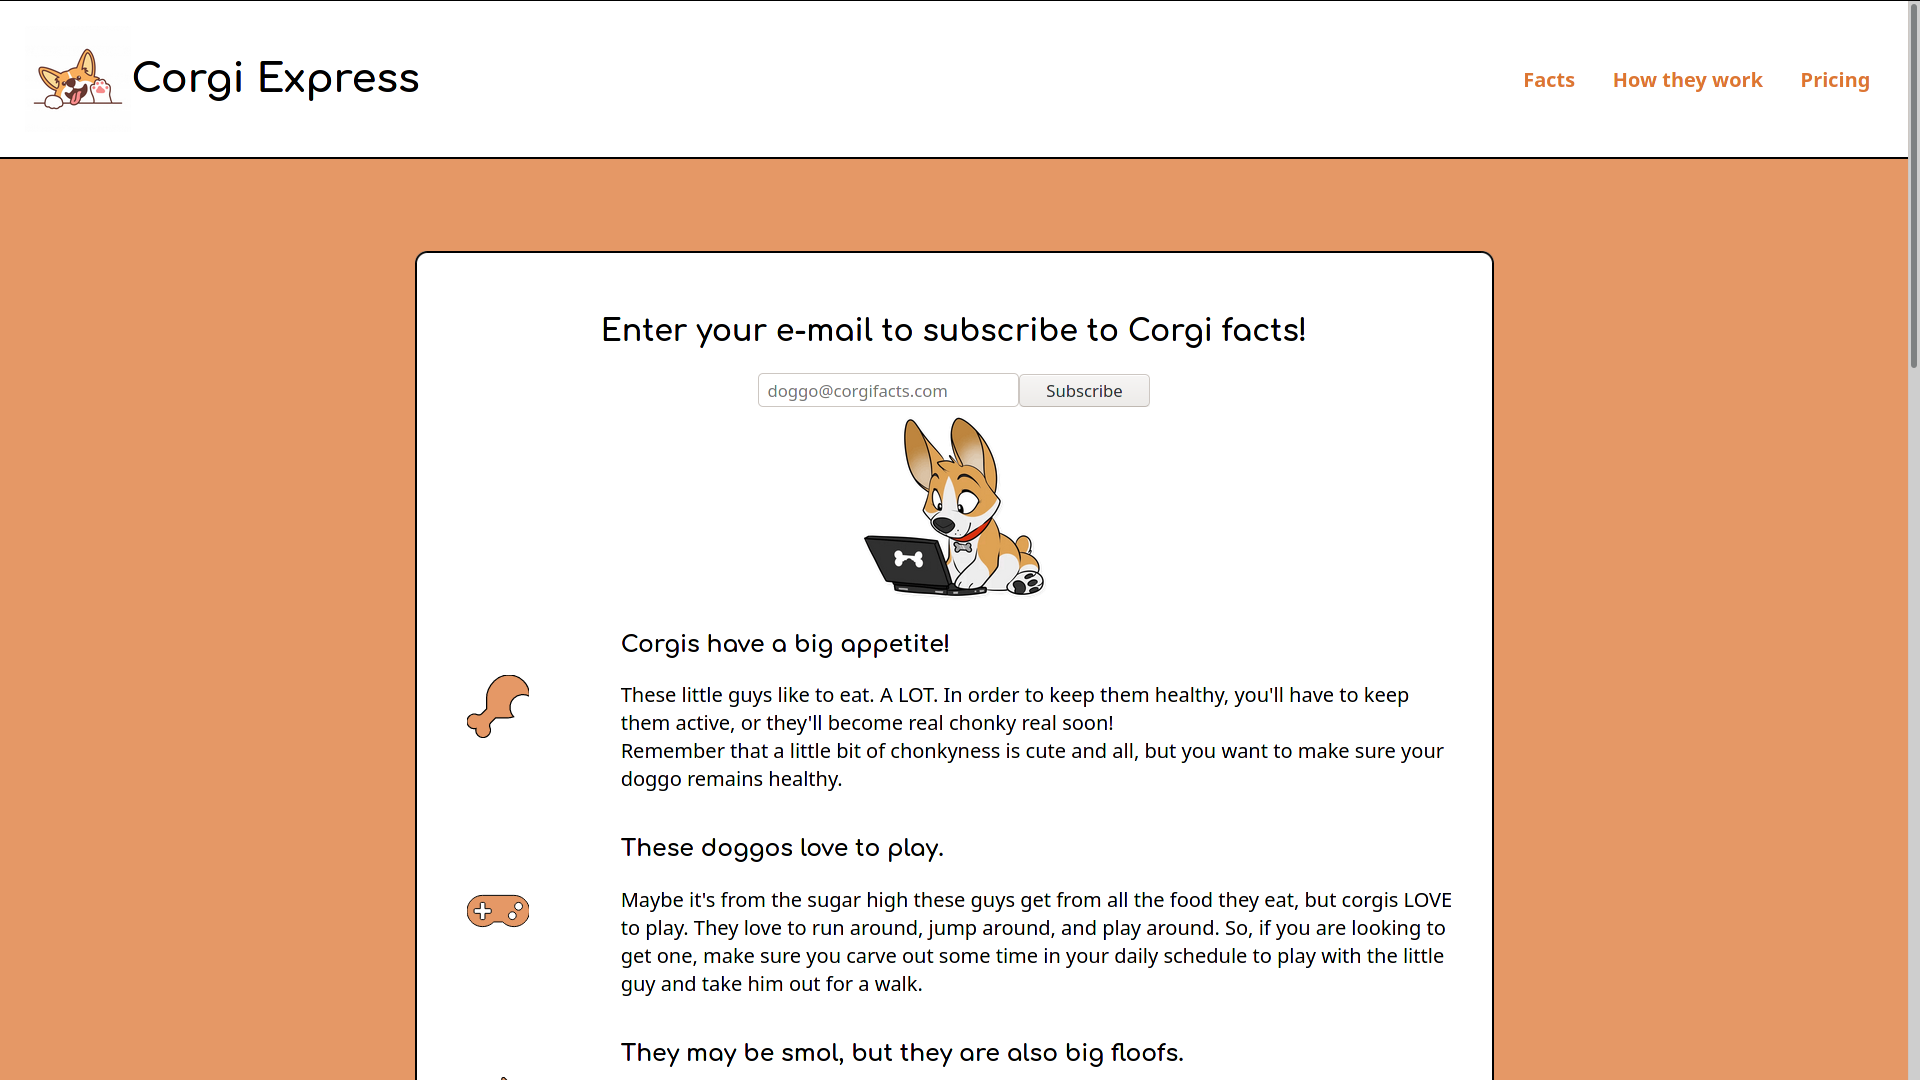 Corgi Express
Facts
How they work
Pricing
Enter your e-mail to subscribe to Corgi facts!
doggo@corgifacts.com
Subscribe
Corgis have a big appetite!
These little guys like to eat. A LOT. In order to keep them healthy, you'll have to keep
them active, or they'll become real chonky real soon!
Remember that a little bit of chonkyness is cute and all, but you want to make sure your
doggo remains healthy.
These doggos love to play.
Maybe it's from the sugar high these guys get from all the food they eat, but corgis LOVE
to play. They love to run around, jump around, and play around. So, if you are looking to
get one, make sure you carve out some time in your daily schedule to play with the little
guy and take him out for a walk.
They may be smol, but they are also big floofs.